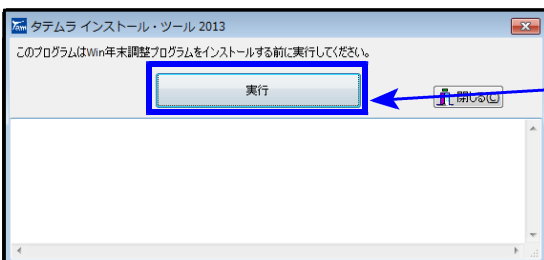 タテムラ インストール・ツール 2013
このプログラムはWin年末調整プログラムをインストールする前に実行してください。
実行
閉じる(C)